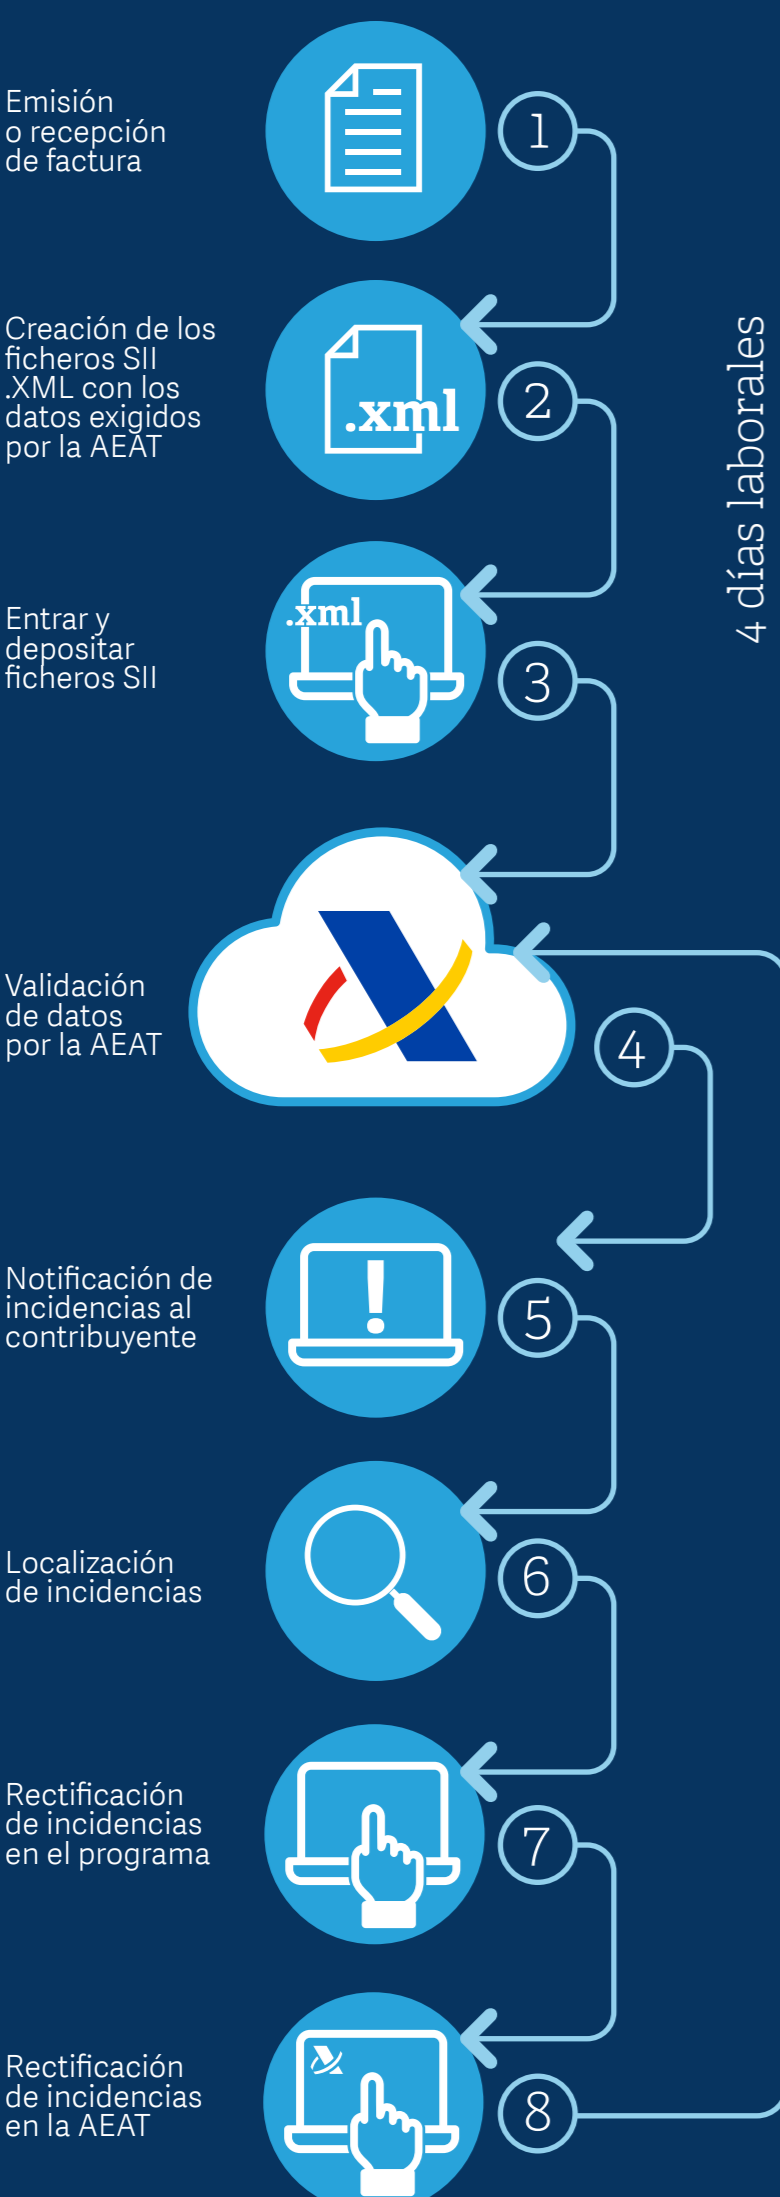 Emisión
o recepción
de factura
1
Creación de los
ficheros SII
.XML con los
datos exigidos
por la AEAT
.xml
2
4 días laborales
Entrar y
depositar
ficheros SII
.xml
3
Validación
de datos
por la AEAT
4
Notificación de
incidencias al
contribuyente
!
5
Localización
de incidencias
6
Rectificación
de incidencias
en el programa
7
Rectificación
de incidencias
en la AEAT
8